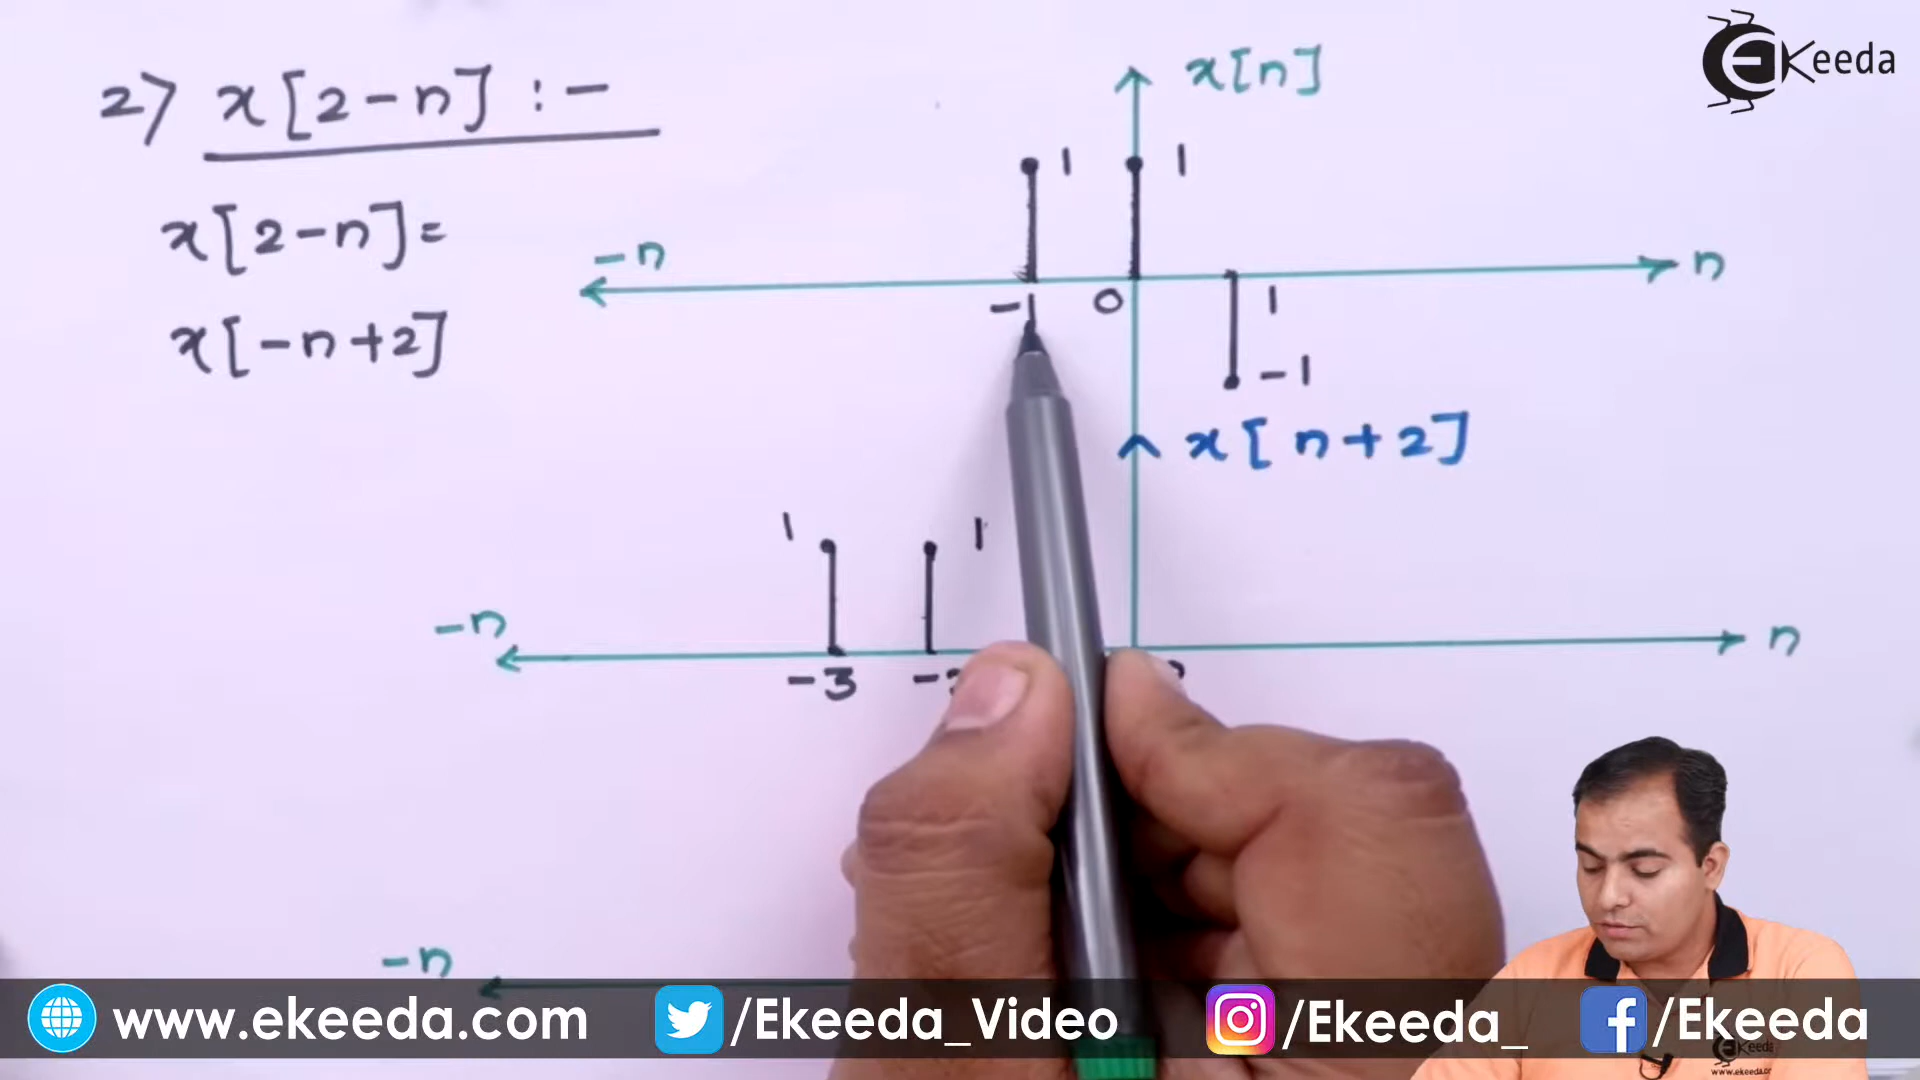 2) x[2-n] :-
x[2-n]=
x[-n+2]
x[n]
1 1
-n n
-1 0 1
-1
x[n+2]
1 1
-n n
-3
-n
Keeda
www.ekeeda.com /Ekeeda_Video /Ekeeda_ /Ekeeda